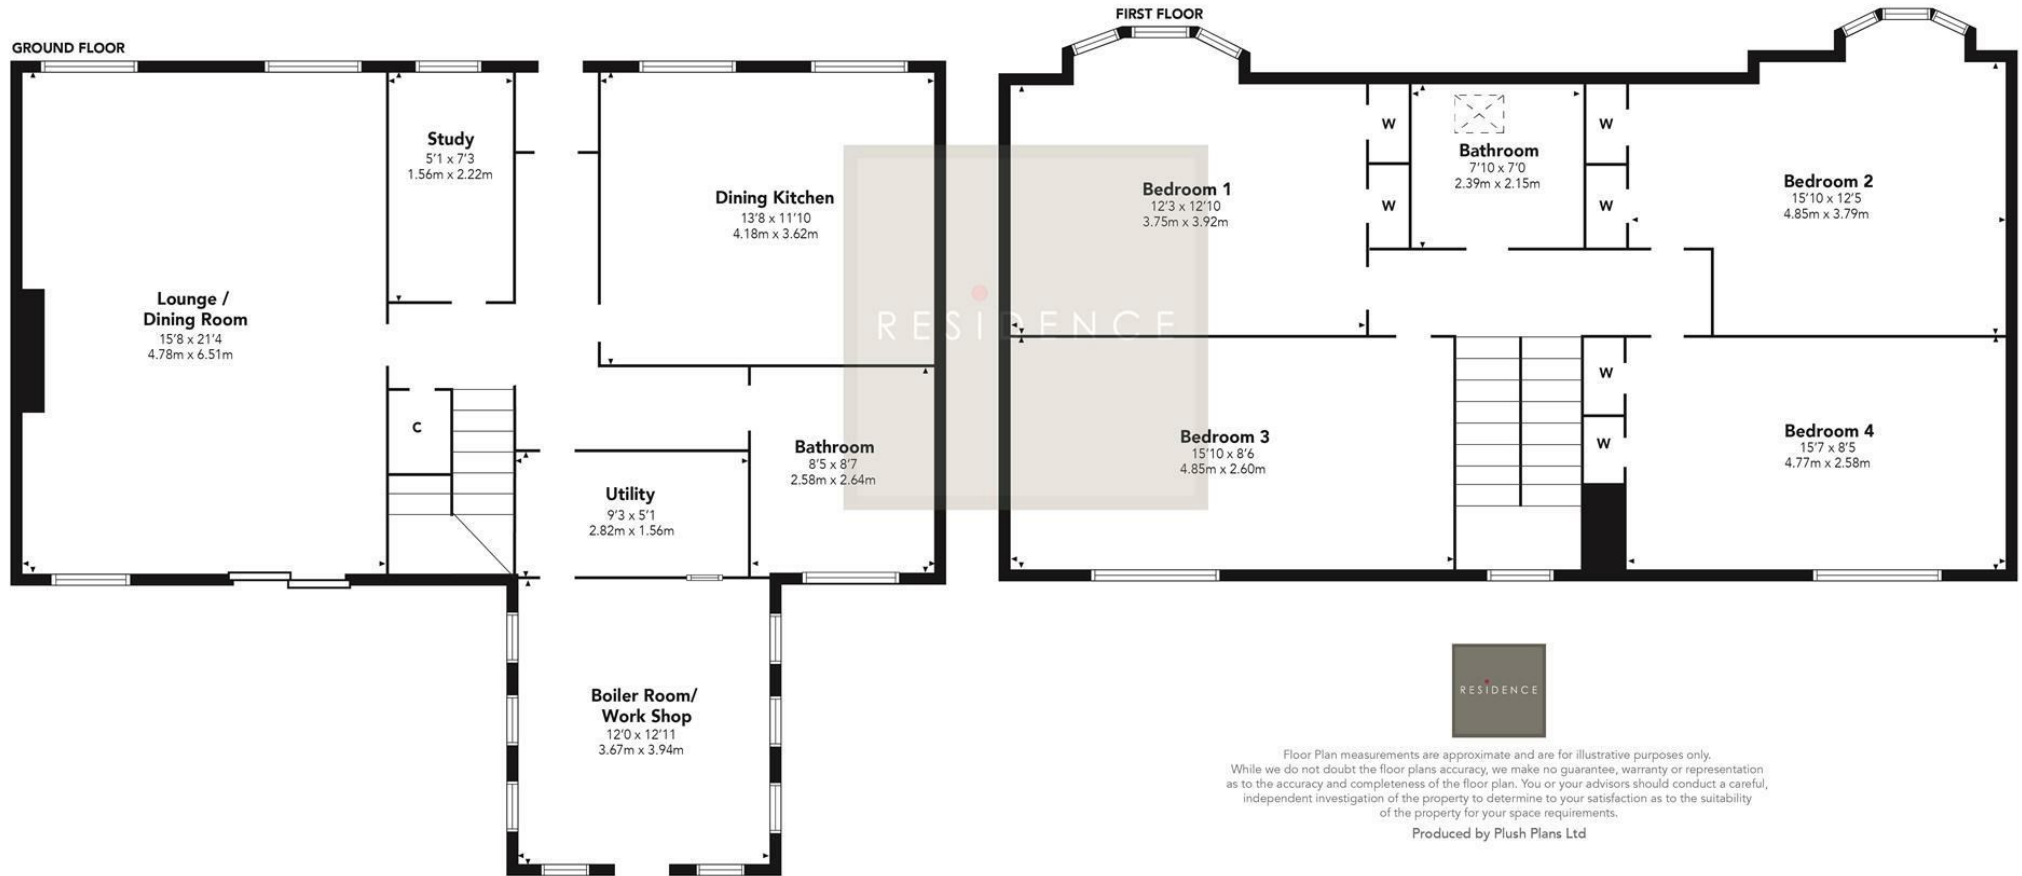 GROUND FLOOR
Study
5'1 x 7'3
1.56m x 2.22m
Dining Kitchen
13'8 x 11'10
4.18m x 3.62m
Lounge /
Dining Room
15'8 x 21'4
4.78m x 6.51m
C
Bathroom
8'5 x 8'7
2.58m x 2.64m
Utility
9'3 x 5'1
2.82m x 1.56m
Boiler Room/
Work Shop
12'0 x 12'11
3.67m x 3.94m
RESIDENCE
FIRST FLOOR
Bedroom 1
12'3 x 12'10
3.75m x 3.92m
W
W
Bathroom
7'10 x 7'0
2.39m x 2.15m
W
W
Bedroom 2
15'10 x 12'5
4.85m x 3.79m
Bedroom 3
15'10 x 8'6
4.85m x 2.60m
W
W
Bedroom 4
15'7 x 8'5
4.77m x 2.58m
RESIDENCE
Floor Plan measurements are approximate and are for illustrative purposes only.
While we do not doubt the floor plans accuracy, we make no guarantee, warranty or representation
as to the accuracy and completeness of the floor plan. You or your advisors should conduct a careful,
independent investigation of the property to determine to your satisfaction as to the suitability
of the property for your space requirements.
Produced by Plush Plans Ltd